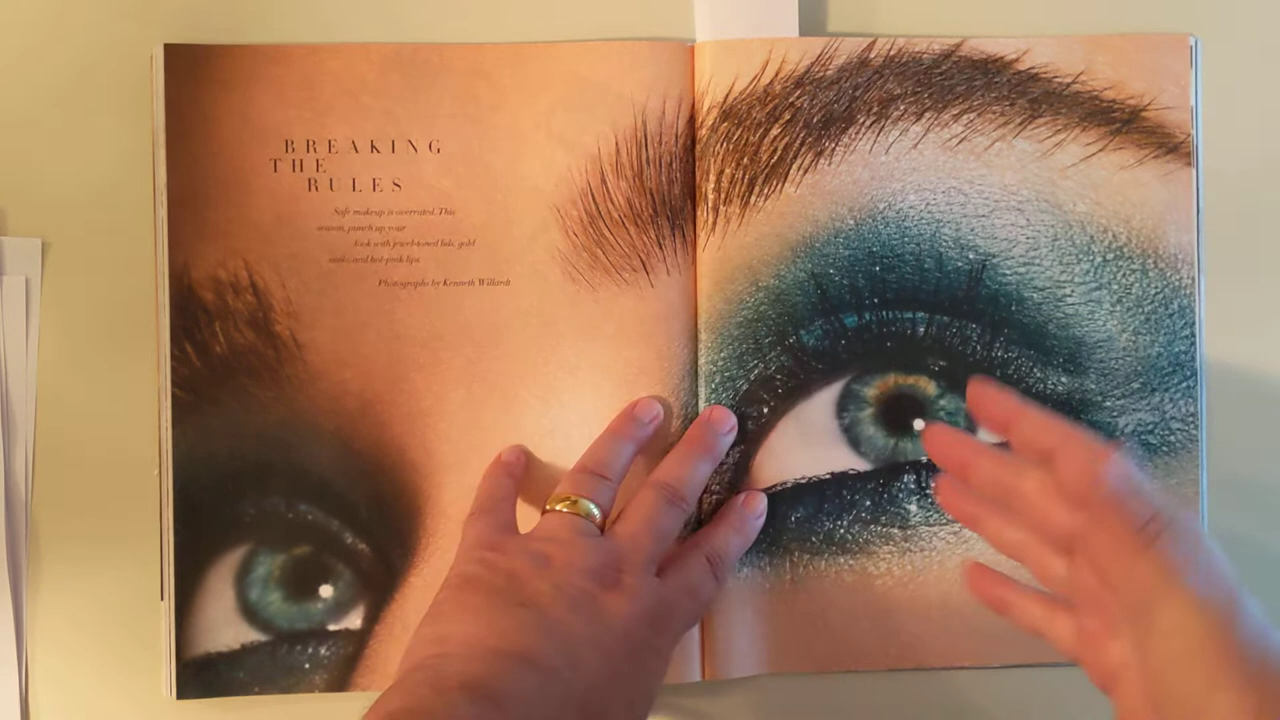 BREAKING
THE
RULES
Safe makeup is overrated. This
season, punch up your
look with jewel-toned lids, gold
and hot-pink lips
Photographs by Kenneth Willardt